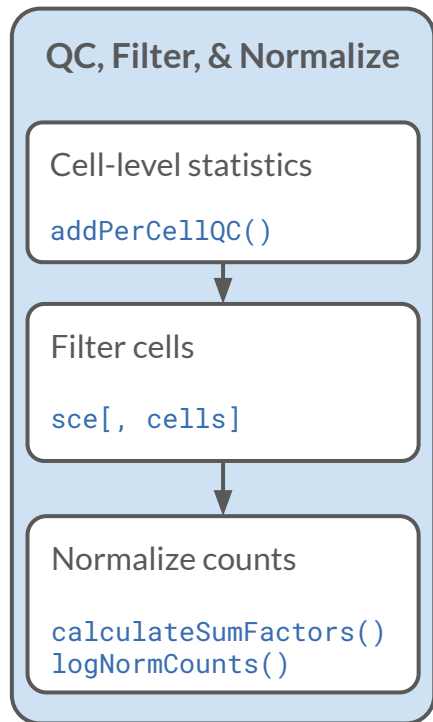 QC, Filter, & Normalize
Cell-level statistics
addPerCellQC()
Filter cells
sce[, cells]
Normalize counts
calculateSumFactors()
logNormCounts()